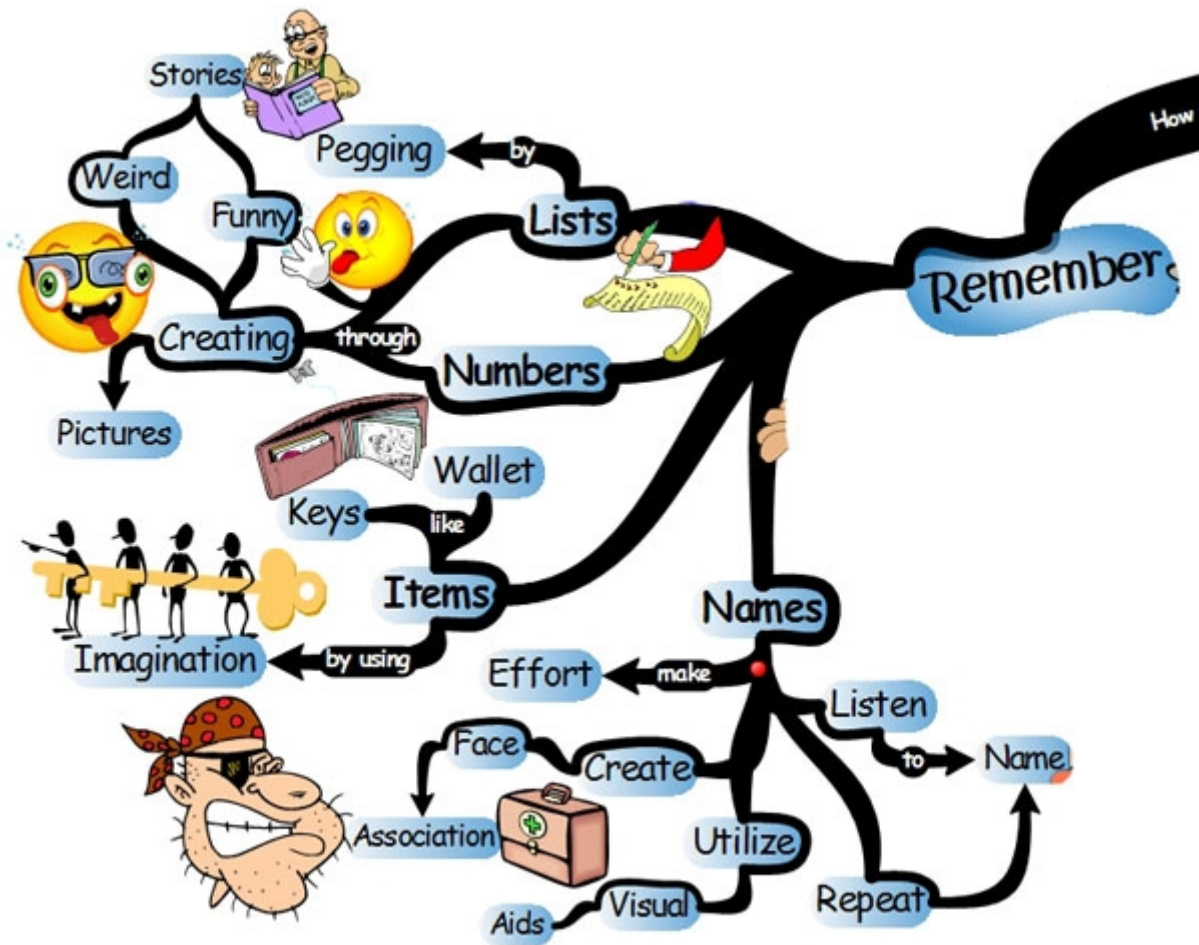 How
Remember
Stories
Pegging
by
Weird
Funny
Lists
Creating
through
Numbers
Pictures
Wallet
Keys
like
Items
Names
Imagination
by using
Effort
make
Listen
Face
Create
to
Name
Association
Utilize
Aids
Visual
Repeat